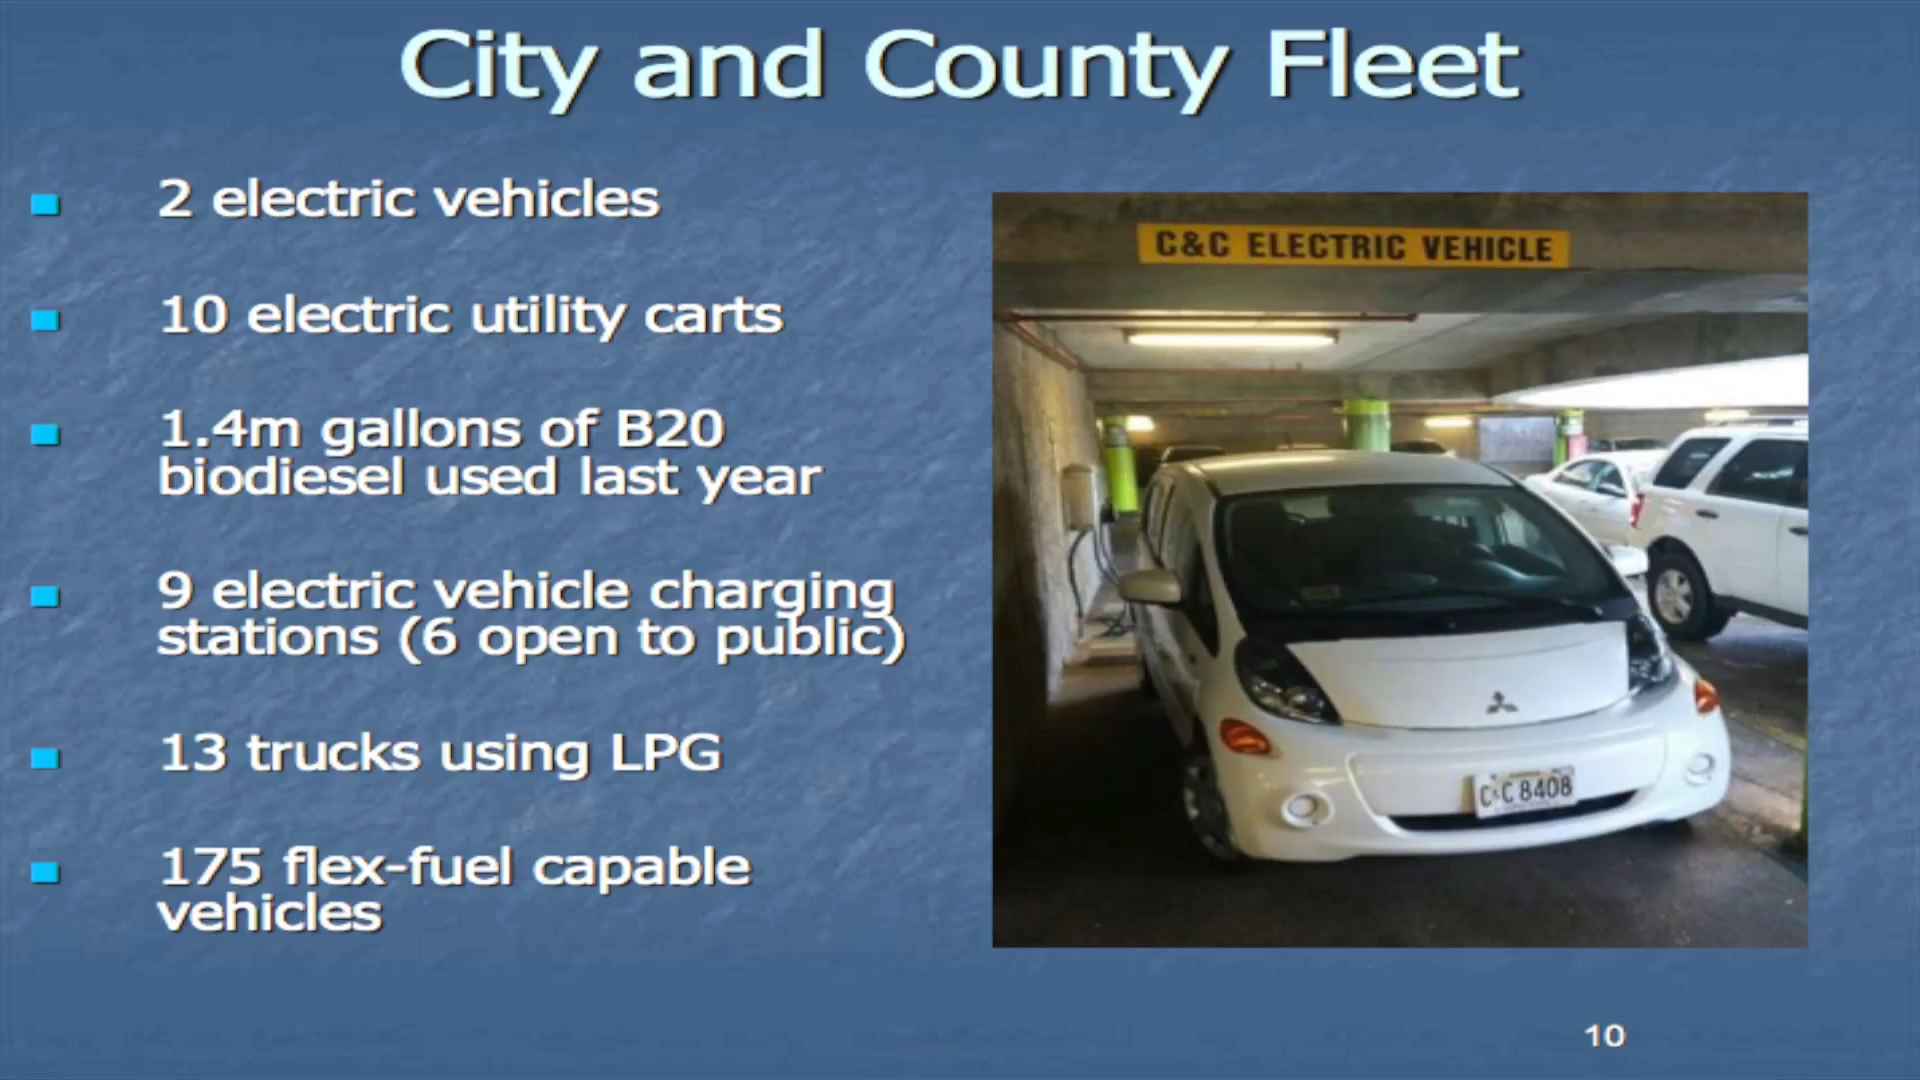 City and County Fleet
2 electric vehicles
10 electric utility carts
1.4m gallons of B20
biodiesel used last year
9 electric vehicle charging
stations (6 open to public)
13 trucks using LPG
175 flex-fuel capable
vehicles
C&C ELECTRIC VEHICLE
C&C 8408
10